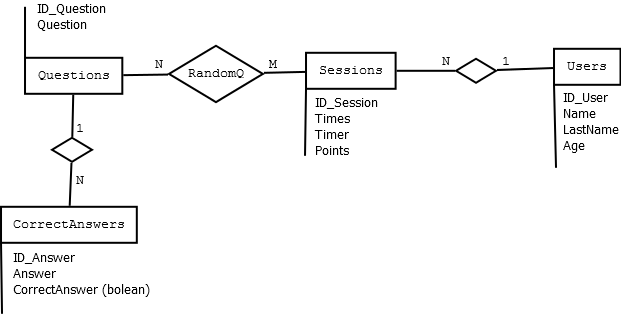 ID_Question
Question
Questions
N
RandomQ
M
Sessions
N
1
Users
ID_Session
Times
Timer
Points
ID_User
Name
LastName
Age
1
N
CorrectAnswers
ID_Answer
Answer
CorrectAnswer (bolean)